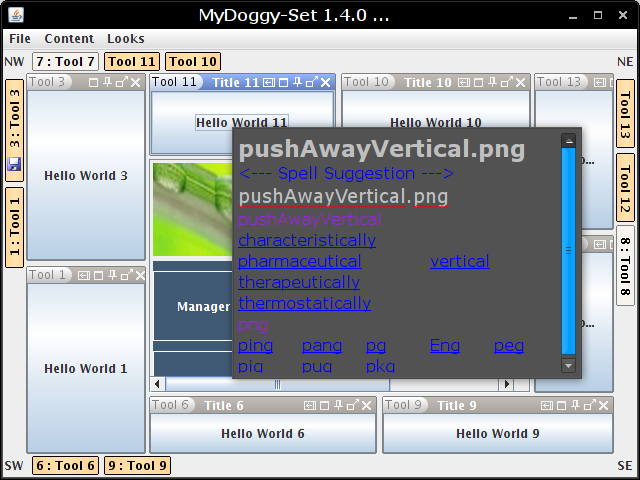 MyDoggy-Set 1.4.0 ...
File Content Looks
NW 7 : Tool 7 Tool 11 Tool 10 NE
3 : Tool 3
1 : Tool 1
Tool 3
Hello World 3
Tool 1
Hello World 1
Tool 11 Title 11
Hello World 11
Tool 10 Title 10
Hello World 10
Tool 13
Tool 13
Tool 12
8 : Tool 8
Manager
pushAwayVertical.png
<--- Spell Suggestion --->
pushAwayVertical.png
pushAwayVertical
characteristically
pharmaceutical vertical
therapeutically
thermostatically
png
ping pang pg Eng peg
pig pug pkg
Tool 6 Title 6
Hello World 6
Tool 9 Title 9
Hello World 9
SW 6 : Tool 6 9 : Tool 9 SE